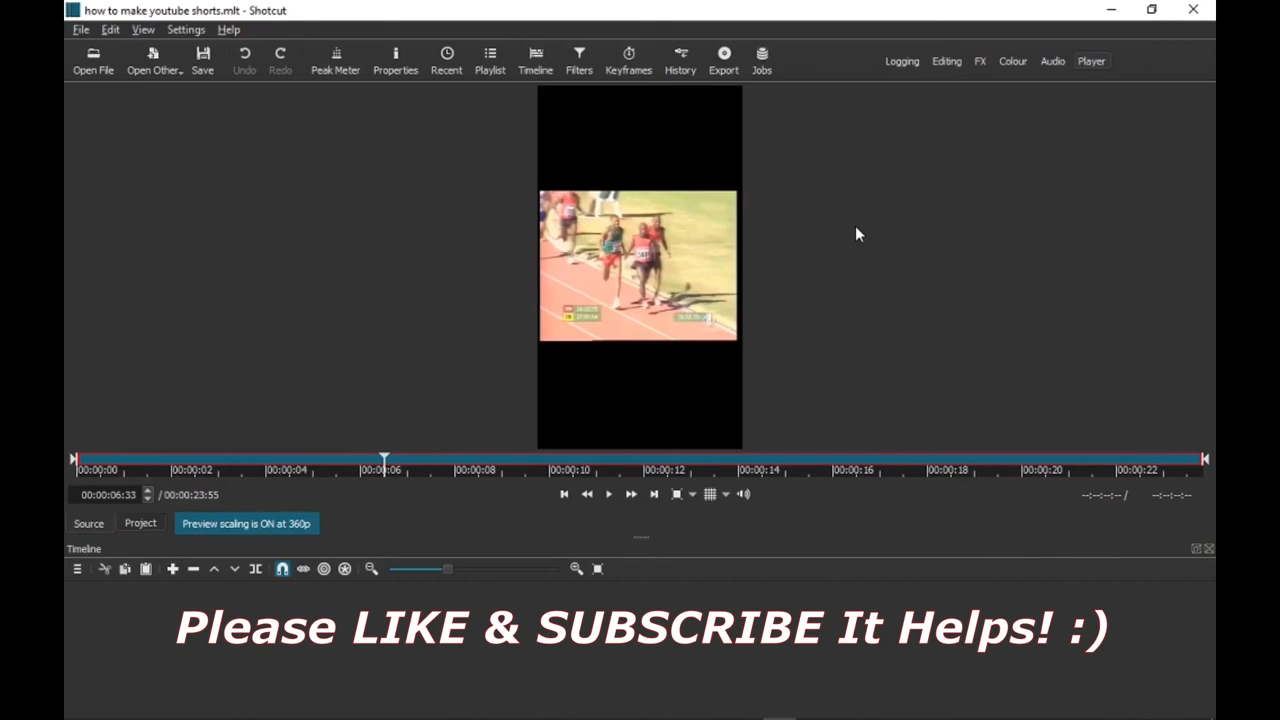 how to make youtube shorts.mlt - Shotcut
File Edit View Settings Help
Open File Open Other Save Undo Redo Peak Meter Properties Recent Playlist Timeline Filters Keyframes History Export Jobs Logging Editing FX Colour Audio Player
00:00:00 00:00:02 00:00:04 00:00:06 00:00:08 00:00:10 00:00:12 00:00:14 00:00:16 00:00:18 00:00:20 00:00:22
00:00:06:33 / 00:00:23:55 --:--:--:-- / --:--:--:--
Source Project Preview scaling is ON at 360p
Timeline
Please LIKE & SUBSCRIBE It Helps! :)